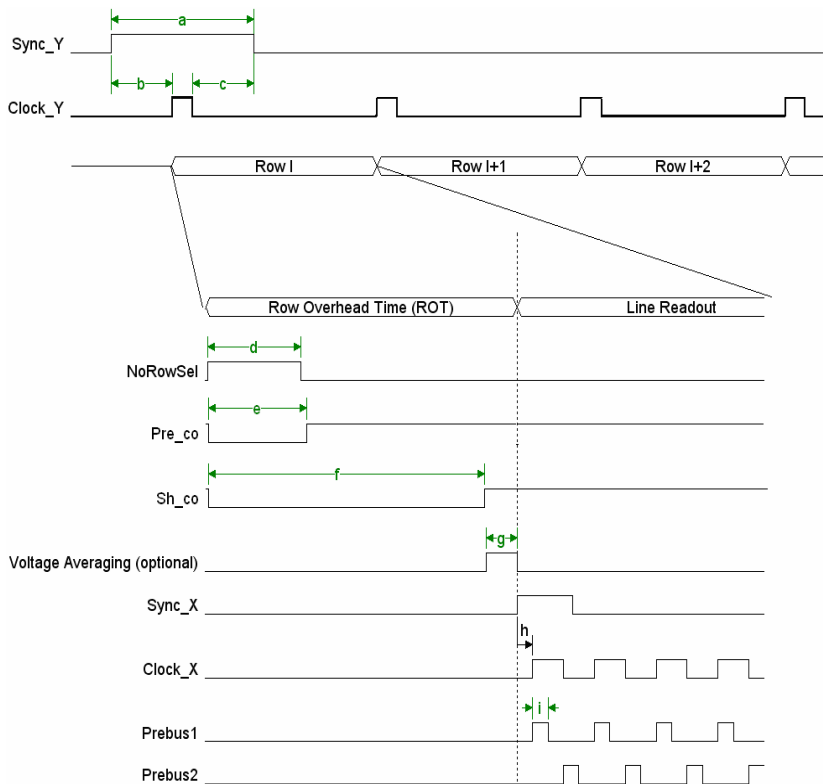 a
Sync_Y
b
c
Clock_Y
Row I
Row I+1
Row I+2
Row Overhead Time (ROT)
Line Readout
d
NoRowSel
e
Pre_co
f
Sh_co
g
Voltage Averaging (optional)
Sync_X
h
Clock_X
i
Prebus1
Prebus2